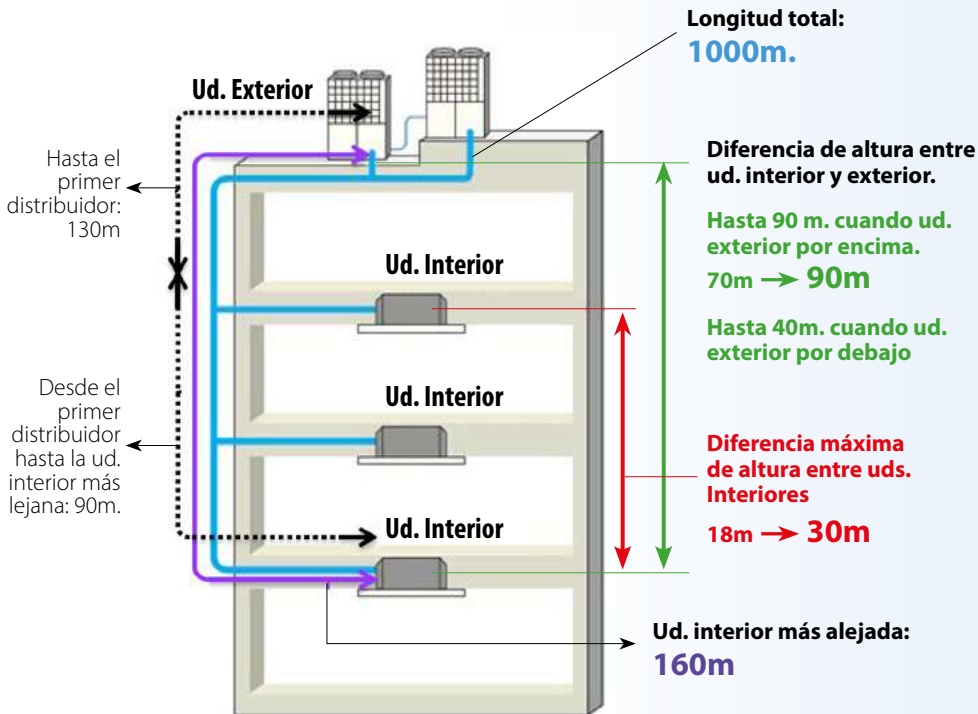 Longitud total:
1000m.
Ud. Exterior
Hasta el
primer
distribuidor:
130m
Diferencia de altura entre
ud. interior y exterior.
Hasta 90 m. cuando ud.
exterior por encima.
70m → 90m
Hasta 40m. cuando ud.
exterior por debajo
Ud. Interior
Ud. Interior
Desde el
primer
distribuidor
hasta la ud.
interior más
lejana: 90m.
Diferencia máxima
de altura entre uds.
Interiores
18m → 30m
Ud. Interior
Ud. interior más alejada:
160m